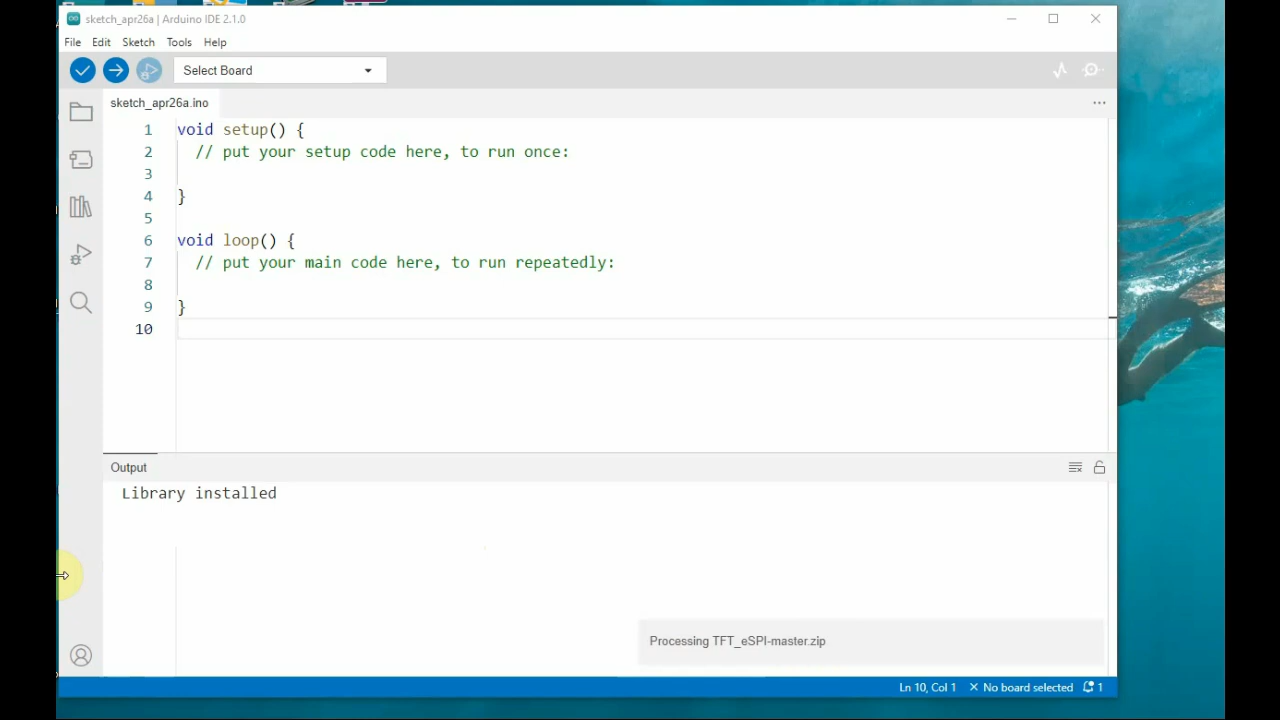 sketch_apr26a | Arduino IDE 2.1.0
File Edit Sketch Tools Help
Select Board
sketch_apr26a.ino
1 void setup() {
2 // put your setup code here, to run once:
3
4 }
5
6 void loop() {
7 // put your main code here, to run repeatedly:
8
9 }
10
Output
Library installed
Processing TFT_eSPI-master.zip
Ln 10, Col 1 No board selected 1